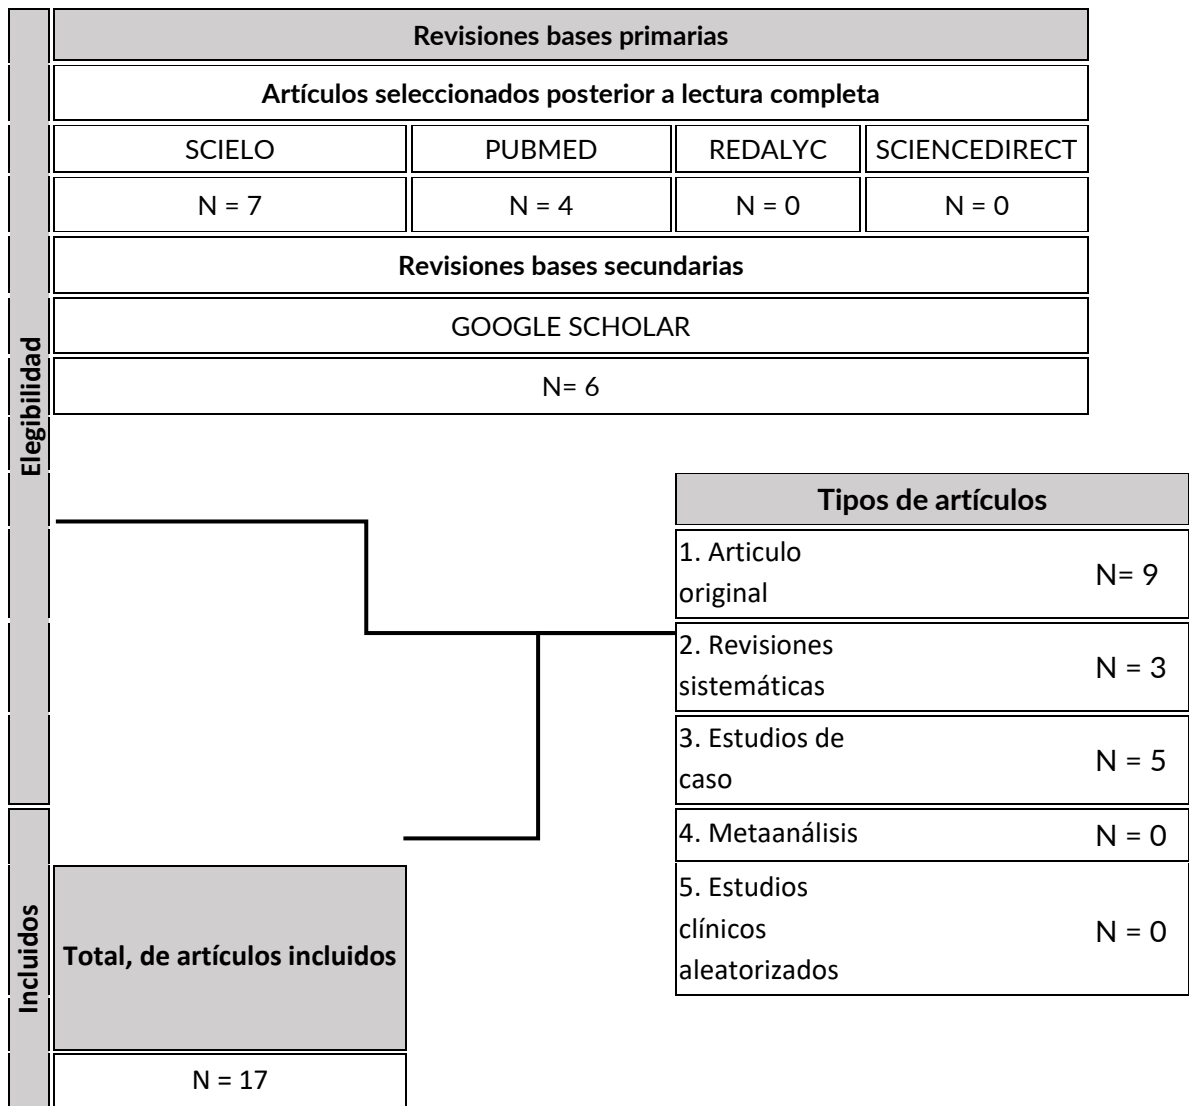 Revisiones bases primarias
Artículos seleccionados posterior a lectura completa
SCIELO PUBMED REDALYC SCIENCEDIRECT
N = 7 N = 4 N = 0 N = 0
Revisiones bases secundarias
GOOGLE SCHOLAR
N= 6
Elegibilidad
Tipos de artículos
1. Articulo
original
N= 9
2. Revisiones
sistemáticas
N = 3
3. Estudios de
caso
N = 5
4. Metaanálisis N = 0
5. Estudios
clínicos
aleatorizados
N = 0
Incluidos
Total, de artículos incluidos
N = 17